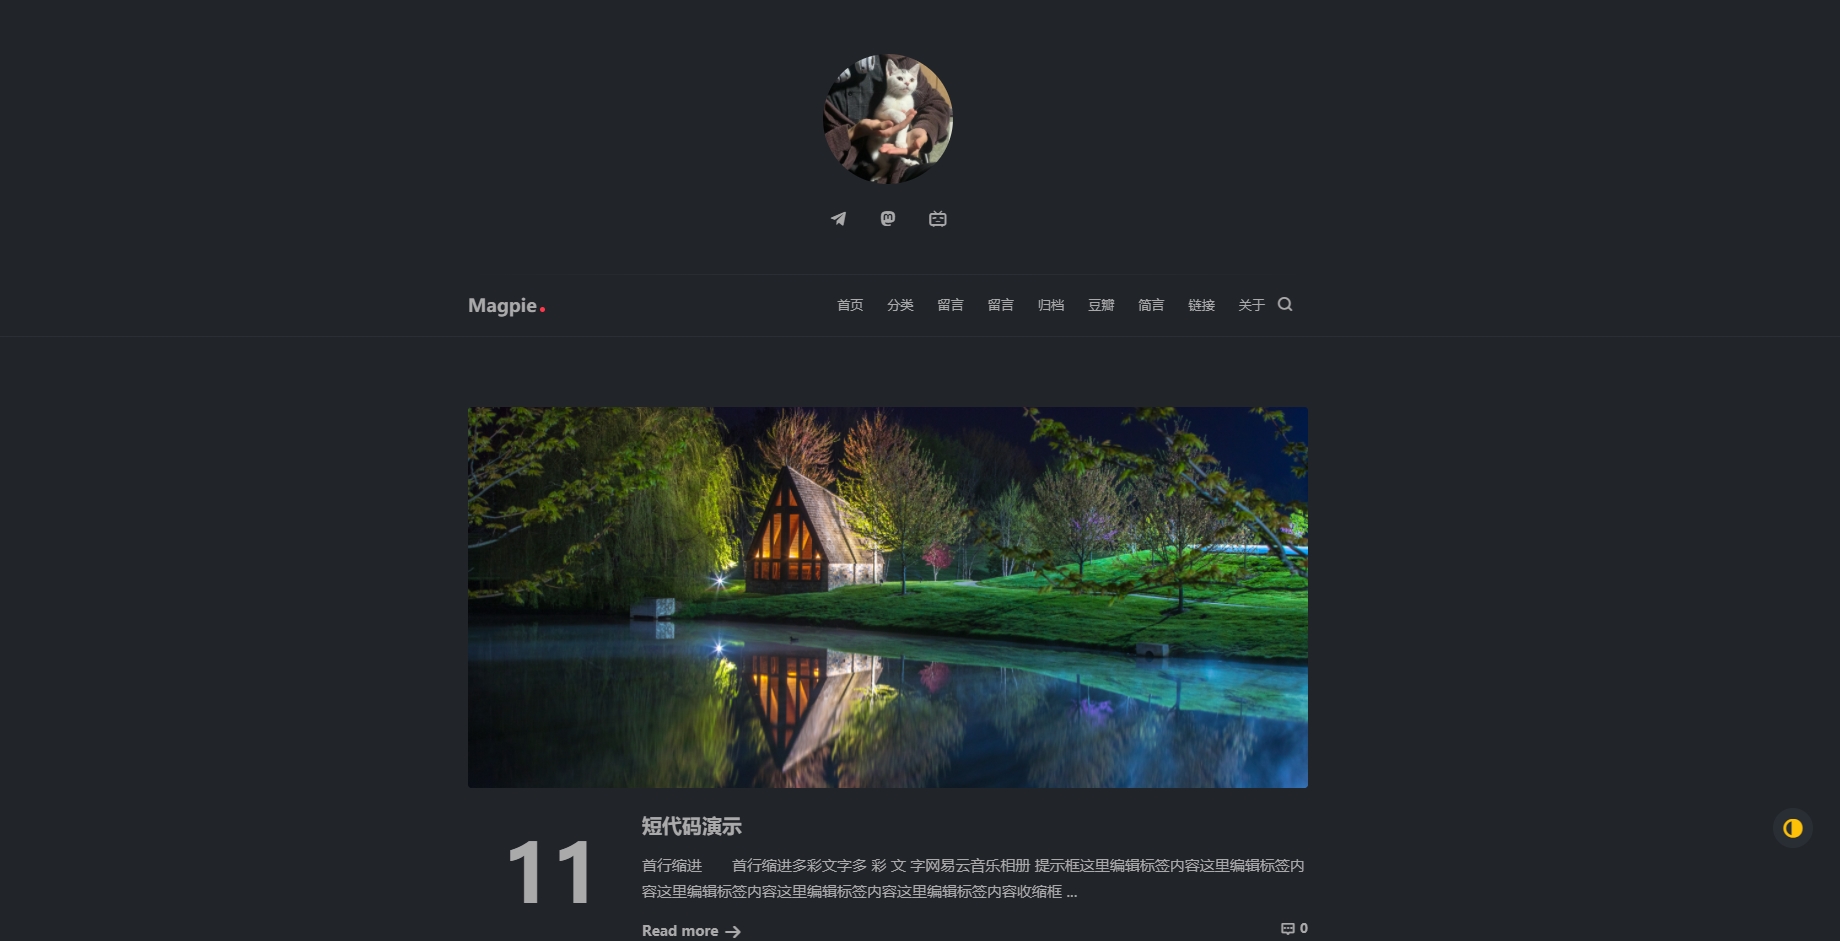 Magpie.
首页 分类 留言 留言 归档 豆瓣 简言 链接 关于
短代码演示
11
首行缩进　　首行缩进多彩文字多 彩 文 字网易云音乐相册 提示框这里编辑标签内容这里编辑标签内
容这里编辑标签内容这里编辑标签内容这里编辑标签内容收缩框 ...
Read more
0